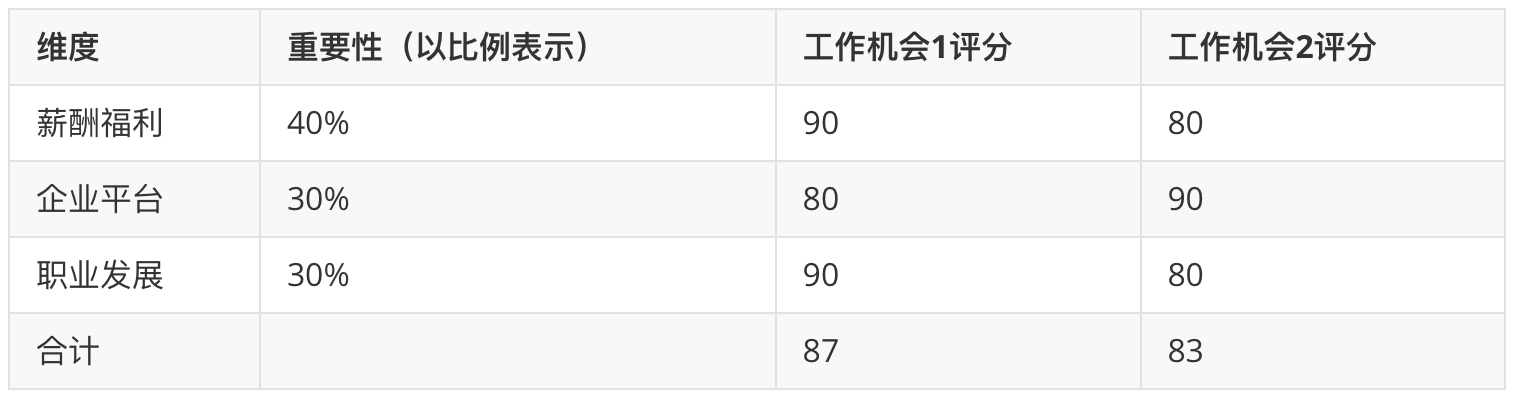 维度 重要性（以比例表示） 工作机会1评分 工作机会2评分
薪酬福利 40% 90 80
企业平台 30% 80 90
职业发展 30% 90 80
合计 87 83